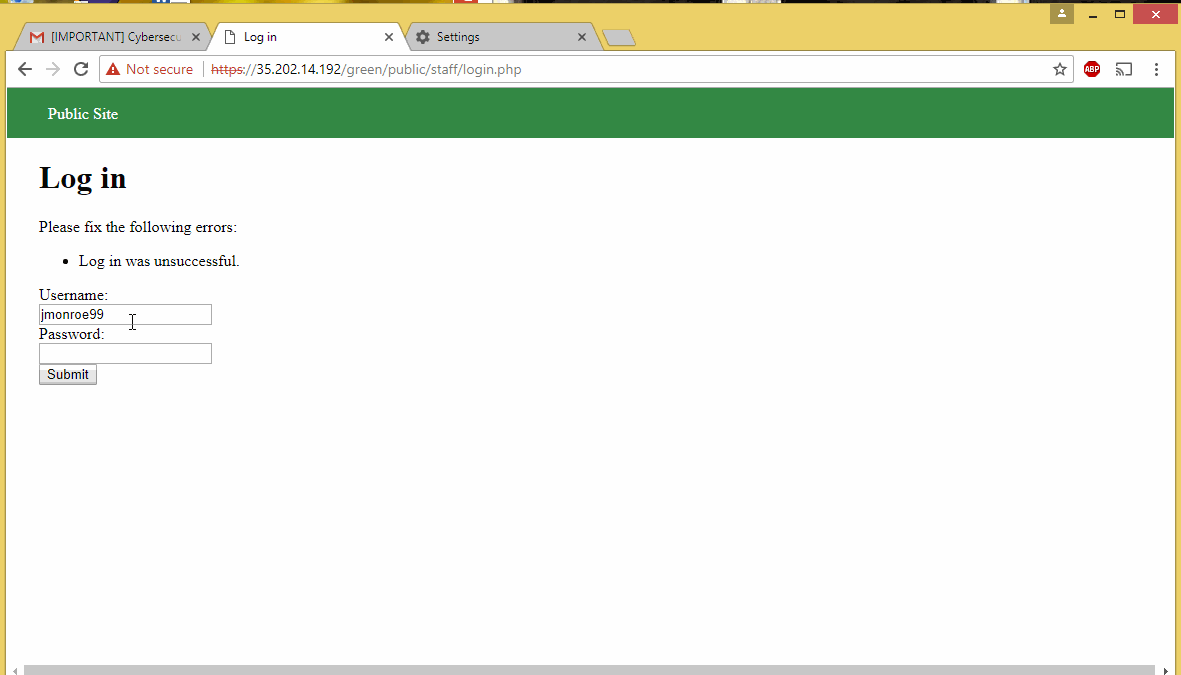 [IMPORTANT] Cybersecu
Log in
Settings
Not secure
https://35.202.14.192/green/public/staff/login.php
ABP
Public Site
Log in
Please fix the following errors:
• Log in was unsuccessful.
Username:
jmonroe99
Password:
Submit